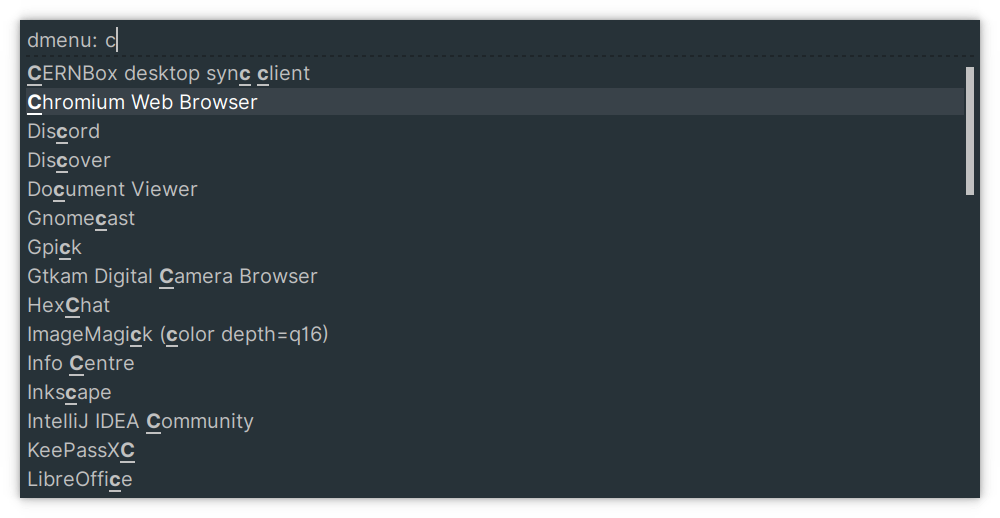 dmenu: c
CERNBox desktop sync client
Chromium Web Browser
Discord
Discover
Document Viewer
Gnomecast
Gpick
Gtkam Digital Camera Browser
HexChat
ImageMagick (color depth=q16)
Info Centre
Inkscape
IntelliJ IDEA Community
KeePassXC
LibreOffice